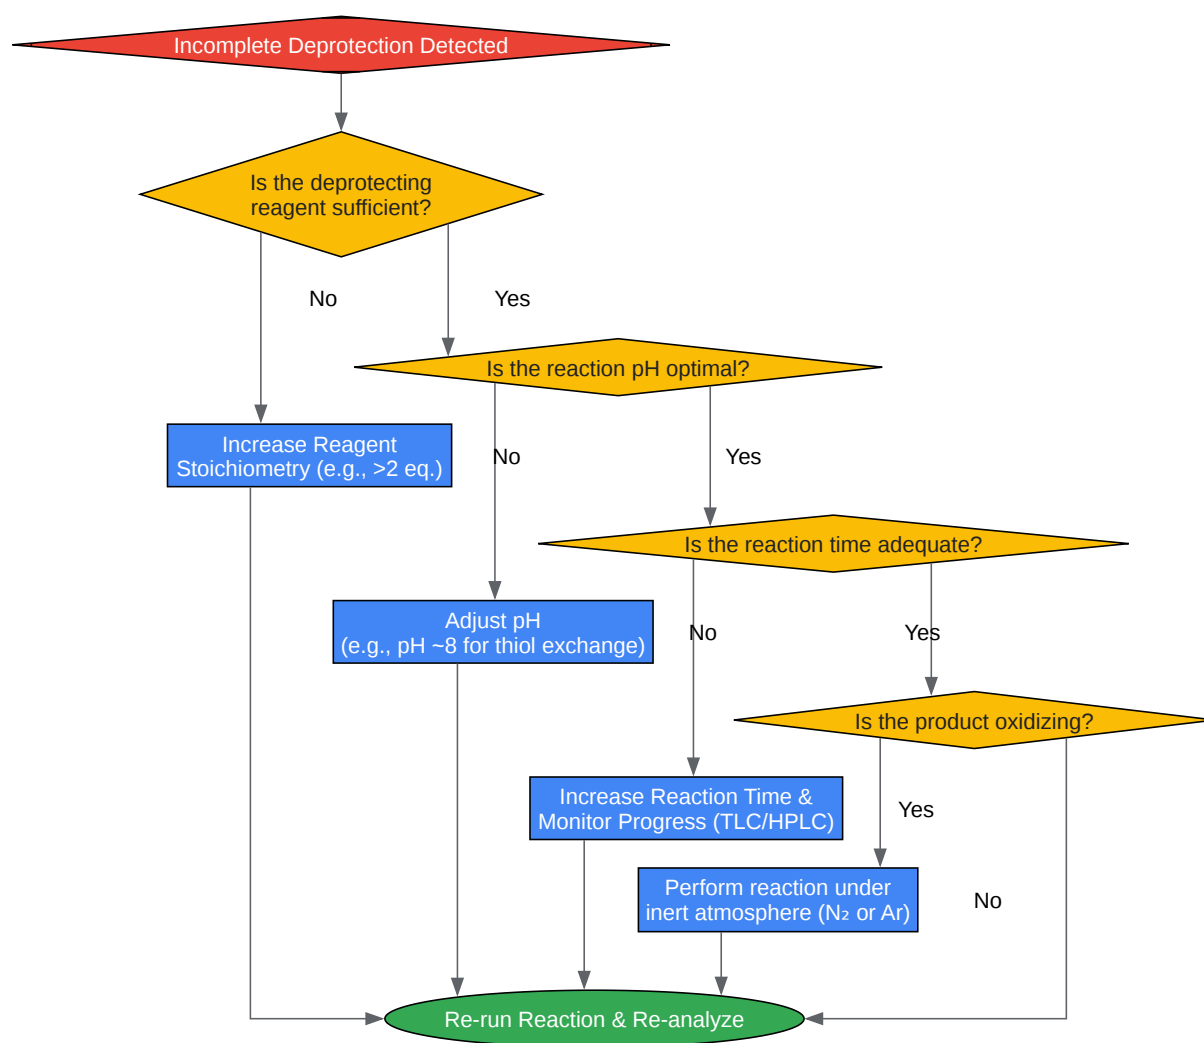 Incomplete Deprotection Detected
Is the deprotecting
reagent sufficient?
No
Yes
Is the reaction pH optimal?
Increase Reagent
Stoichiometry (e.g., >2 eq.)
No
Yes
Is the reaction time adequate?
Adjust pH
(e.g., pH ~8 for thiol exchange)
No
Yes
Is the product oxidizing?
Increase Reaction Time &
Monitor Progress (TLC/HPLC)
Yes
Perform reaction under
inert atmosphere (N₂ or Ar)
No
Re-run Reaction & Re-analyze